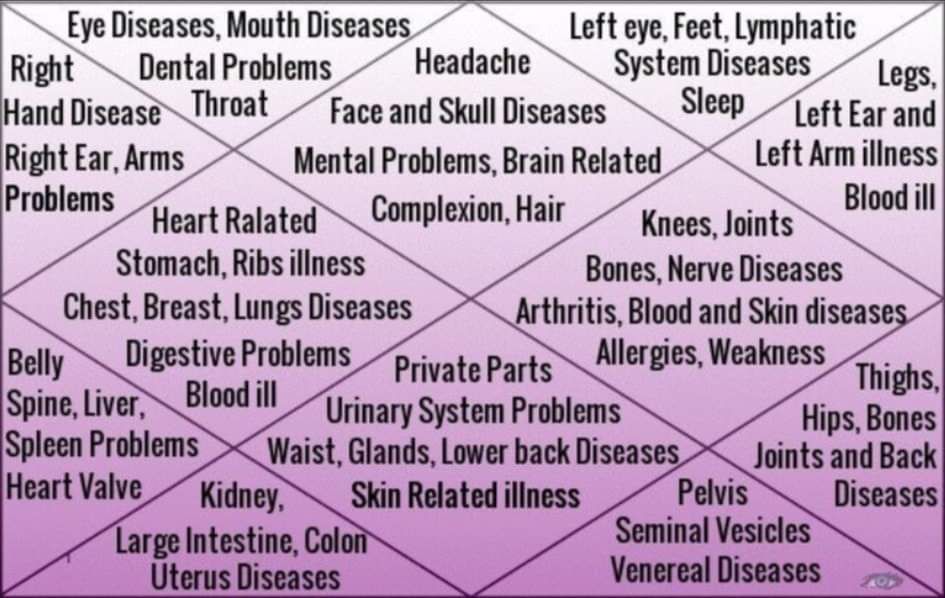 Eye Diseases, Mouth Diseases
Dental Problems
Throat
Headache
Face and Skull Diseases
Mental Problems, Brain Related
Complexion, Hair
Left eye, Feet, Lymphatic
System Diseases
Sleep
Right
Hand Disease
Right Ear, Arms
Problems
Legs,
Left Ear and
Left Arm illness
Blood ill
Heart Ralated
Stomach, Ribs illness
Chest, Breast, Lungs Diseases
Digestive Problems
Blood ill
Knees, Joints
Bones, Nerve Diseases
Arthritis, Blood and Skin diseases
Allergies, Weakness
Belly
Spine, Liver,
Spleen Problems
Heart Valve
Private Parts
Urinary System Problems
Waist, Glands, Lower back Diseases
Skin Related illness
Thighs,
Hips, Bones
Joints and Back
Diseases
Kidney,
Large Intestine, Colon
Uterus Diseases
Pelvis
Seminal Vesicles
Venereal Diseases